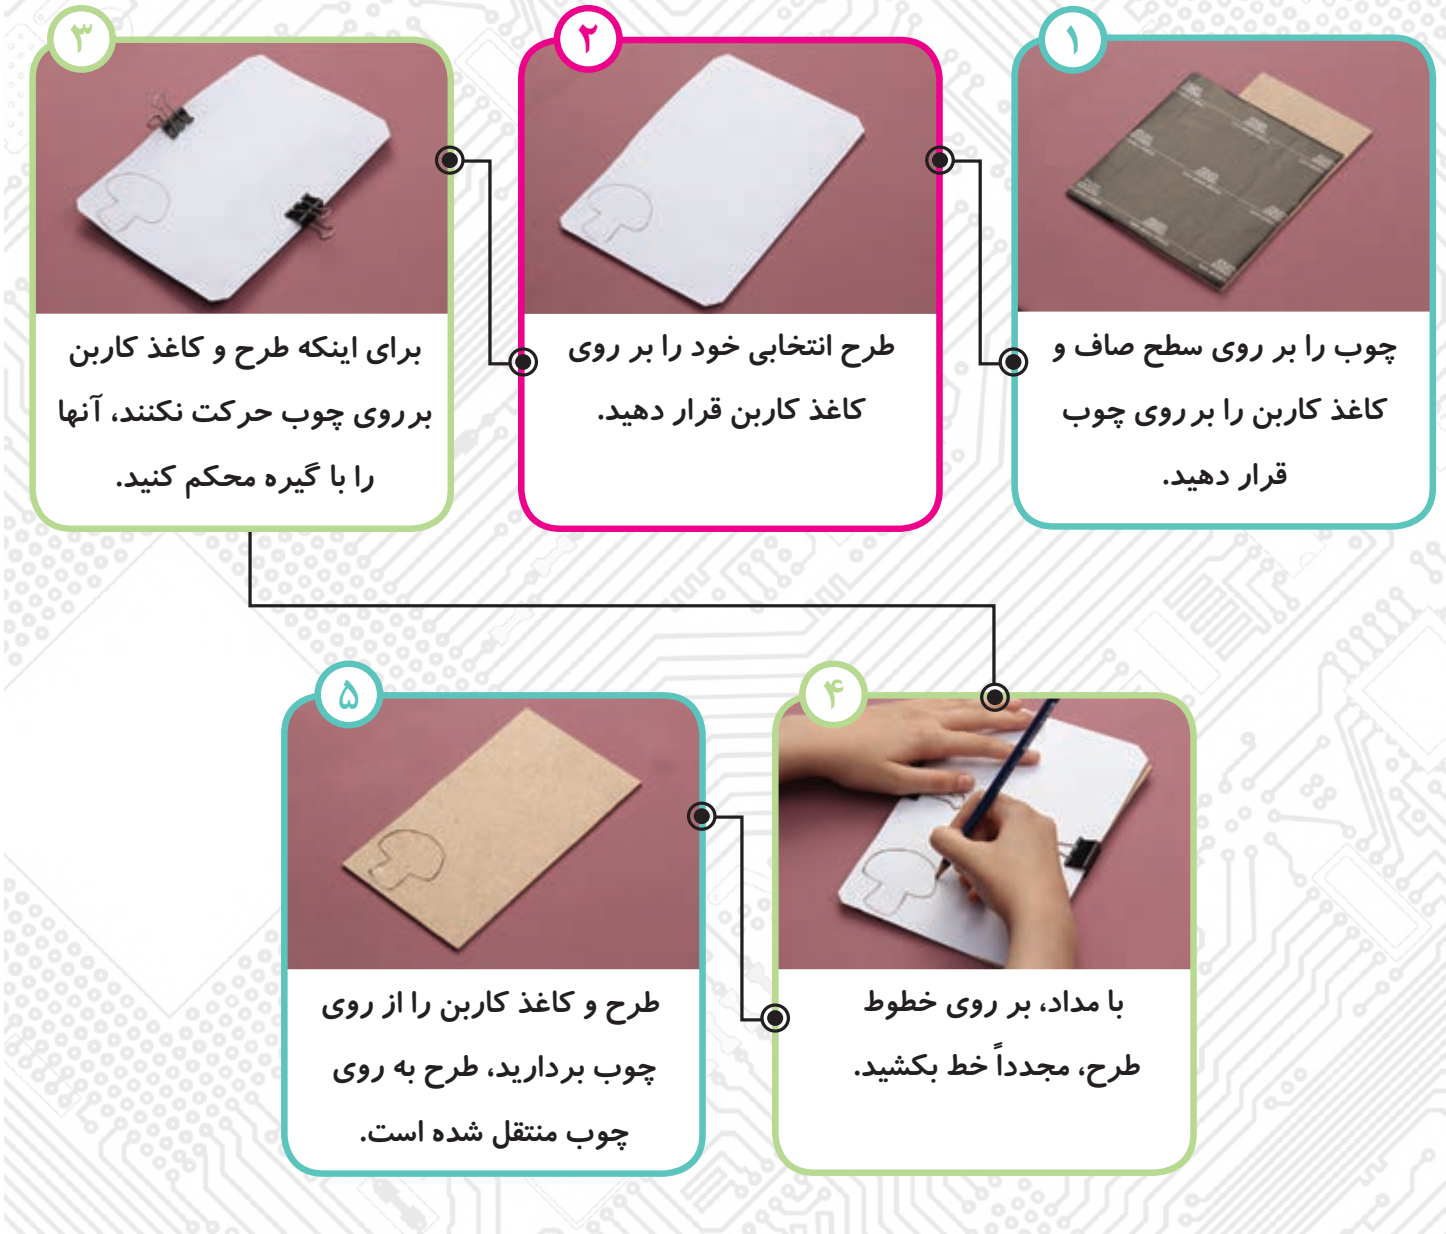 ۱
چوب را بر روی سطح صاف و
کاغذ کاربن را بر روی چوب
قرار دهید.
۲
طرح انتخابی خود را بر روی
کاغذ کاربن قرار دهید.
۳
برای اینکه طرح و کاغذ کاربن
بر روی چوب حرکت نکنند، آنها
را با گیره محکم کنید.
۴
با مداد، بر روی خطوط
طرح، مجدداً خط بکشید.
۵
طرح و کاغذ کاربن را از روی
چوب بردارید، طرح به روی
چوب منتقل شده است.